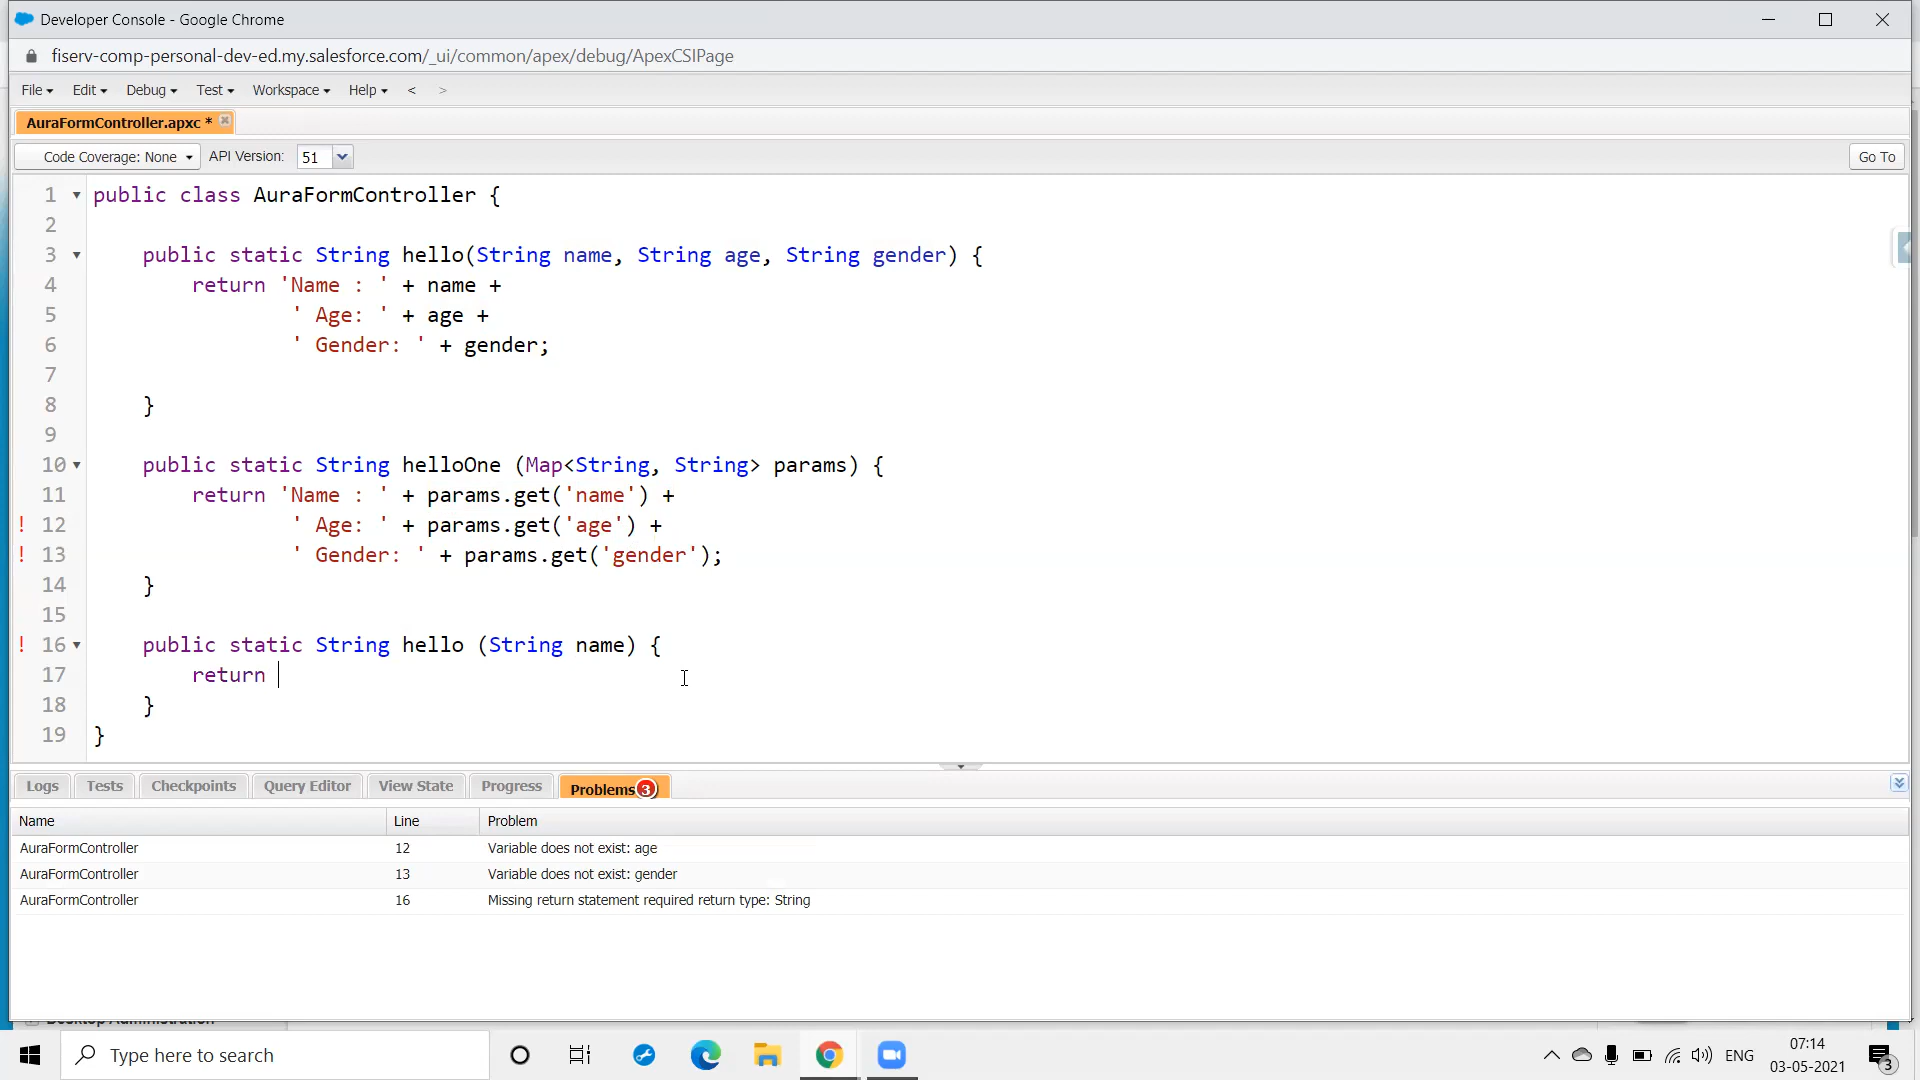 Developer Console - Google Chrome
fiserv-comp-personal-dev-ed.my.salesforce.com/_ui/common/apex/debug/ApexCSIPage
File Edit Debug Test Workspace Help < >
AuraFormController.apxc *
Code Coverage: None API Version: 51 Go To
1 public class AuraFormController {
2
3 public static String hello(String name, String age, String gender) {
4 return 'Name : ' + name +
5 ' Age: ' + age +
6 ' Gender: ' + gender;
7
8 }
9
10 public static String helloOne (Map<String, String> params) {
11 return 'Name : ' + params.get('name') +
! 12 ' Age: ' + params.get('age') +
! 13 ' Gender: ' + params.get('gender');
14 }
15
! 16 public static String hello (String name) {
17 return
18 }
19 }
Logs Tests Checkpoints Query Editor View State Progress Problems 3
Name Line Problem
AuraFormController 12 Variable does not exist: age
AuraFormController 13 Variable does not exist: gender
AuraFormController 16 Missing return statement required return type: String
Desktop Administration
Type here to search
ENG
07:14
03-05-2021
3